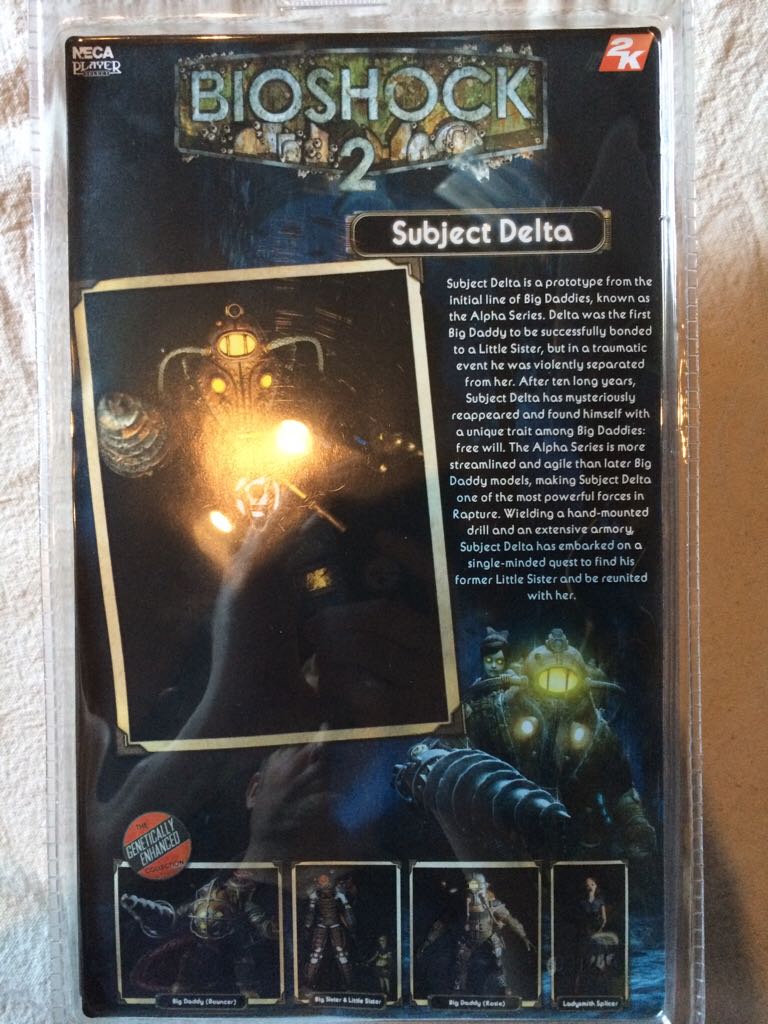 NECA
PLAYER
SELECT
2K
BIOSHOCK
2
Subject Delta
Subject Delta is a prototype from the
initial line of Big Daddies, known as
the Alpha Series. Delta was the first
Big Daddy to be successfully bonded
to a Little Sister, but in a traumatic
event he was violently separated
from her. After ten long years,
Subject Delta has mysteriously
reappeared and found himself with
a unique trait among Big Daddies:
free will. The Alpha Series is more
streamlined and agile than later Big
Daddy models, making Subject Delta
one of the most powerful forces in
Rapture. Wielding a hand-mounted
drill and an extensive armory,
Subject Delta has embarked on a
single-minded quest to find his
former Little Sister and be reunited
with her.
THE
GENETICALLY
ENHANCED
COLLECTION
Big Daddy (Bouncer)
Big Sister & Little Sister
Big Daddy (Rosie)
Ladysmith Splicer